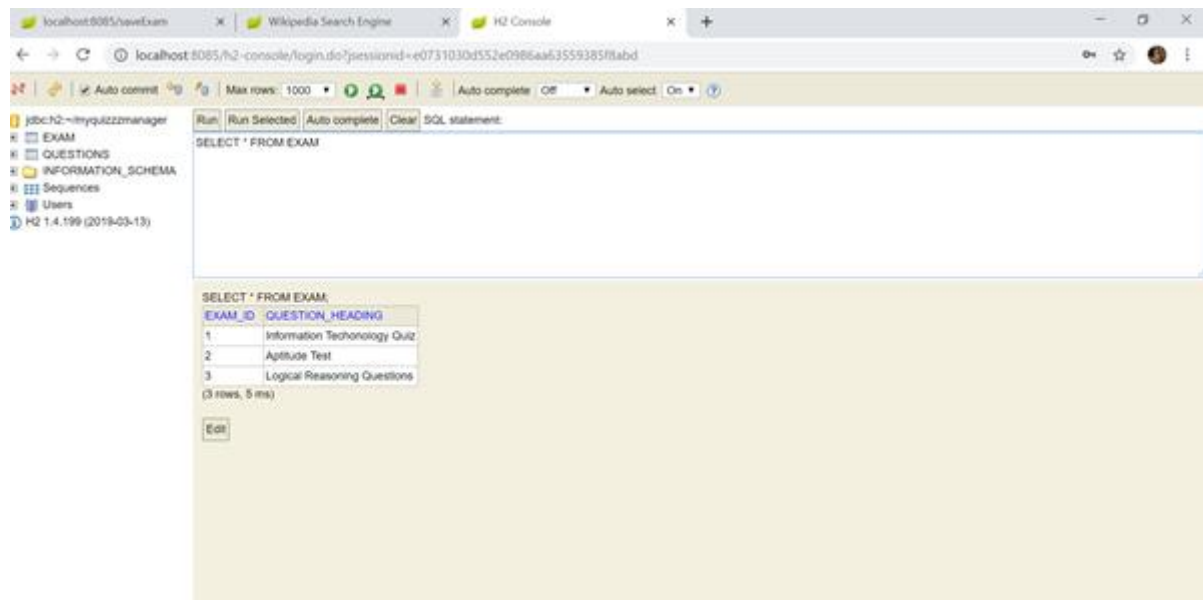 localhost:8085/saveExam
Wikipedia Search Engine
H2 Console
localhost:8085/h2-console/login.do?jsessionid=e0731030d552e0986aa63559385f8abd
Auto commit Max rows: 1000 Auto complete Off Auto select On
jdbc:h2:~/myquizzzmanager
EXAM
QUESTIONS
INFORMATION_SCHEMA
Sequences
Users
H2 1.4.199 (2019-03-13)
Run Run Selected Auto complete Clear SQL statement:
SELECT * FROM EXAM
SELECT * FROM EXAM;
EXAM_ID QUESTION_HEADING
1 Information Techonology Quiz
2 Aptitude Test
3 Logical Reasoning Questions
(3 rows, 5 ms)
Edit